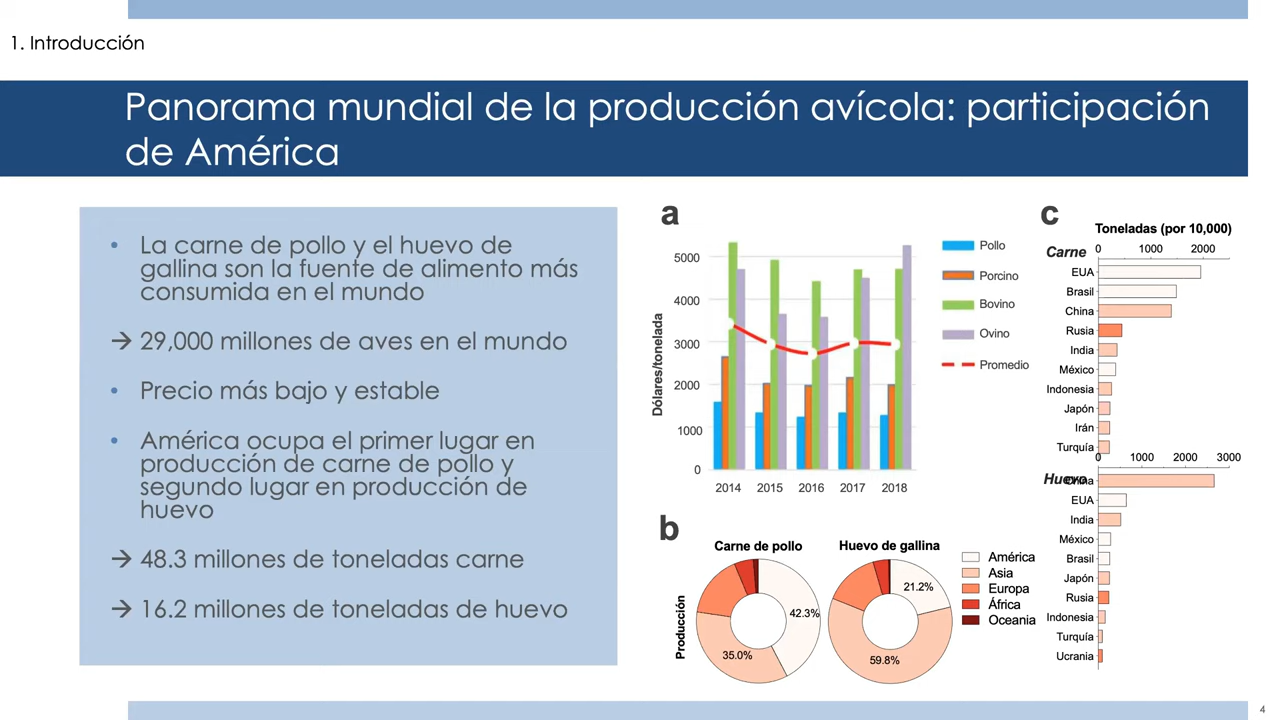 1. Introducción
Panorama mundial de la producción avícola: participación
de América
• La carne de pollo y el huevo de
gallina son la fuente de alimento más
consumida en el mundo
→ 29,000 millones de aves en el mundo
• Precio más bajo y estable
• América ocupa el primer lugar en
producción de carne de pollo y
segundo lugar en producción de
huevo
→ 48.3 millones de toneladas carne
→ 16.2 millones de toneladas de huevo
a
Dólares/tonelada
5000
4000
3000
2000
1000
0
2014 2015 2016 2017 2018
Pollo
Porcino
Bovino
Ovino
Promedio
b
Producción
Carne de pollo
42.3%
35.0%
Huevo de gallina
21.2%
59.8%
América
Asia
Europa
África
Oceania
c
Toneladas (por 10,000)
Carne
0 1000 2000
EUA
Brasil
China
Rusia
India
México
Indonesia
Japón
Irán
Turquía
0 1000 2000 3000
Huevo
China
EUA
India
México
Brasil
Japón
Rusia
Indonesia
Turquía
Ucrania
4